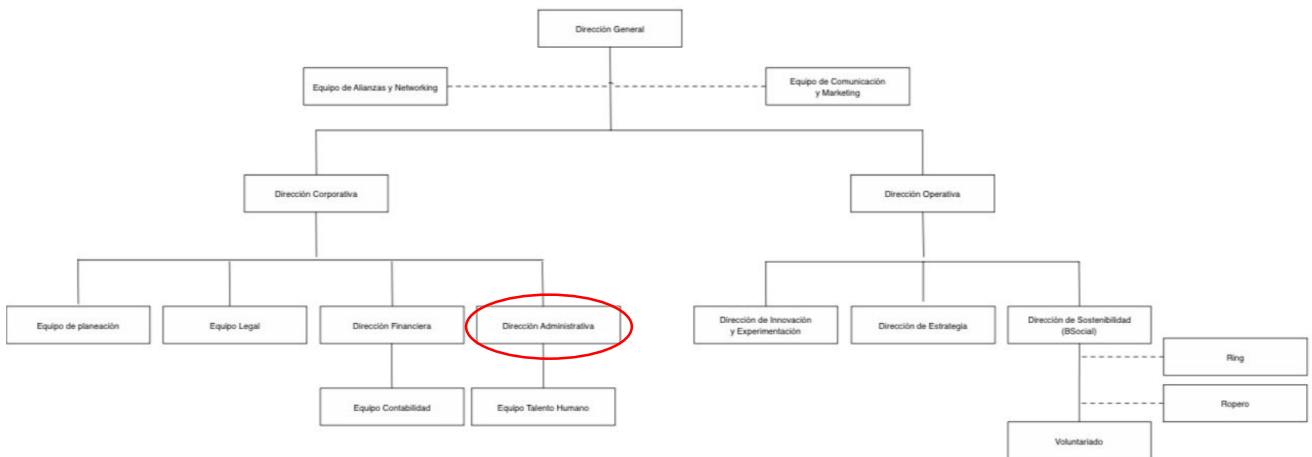 Dirección General
Equipo de Alianzas y Networking
Equipo de Comunicación
y Marketing
Dirección Corporativa
Dirección Operativa
Equipo de planeación
Equipo Legal
Dirección Financiera
Dirección Administrativa
Dirección de Innovación
y Experimentación
Dirección de Estrategia
Dirección de Sostenibilidad
(BSocial)
Ring
Equipo Contabilidad
Equipo Talento Humano
Ropero
Voluntariado